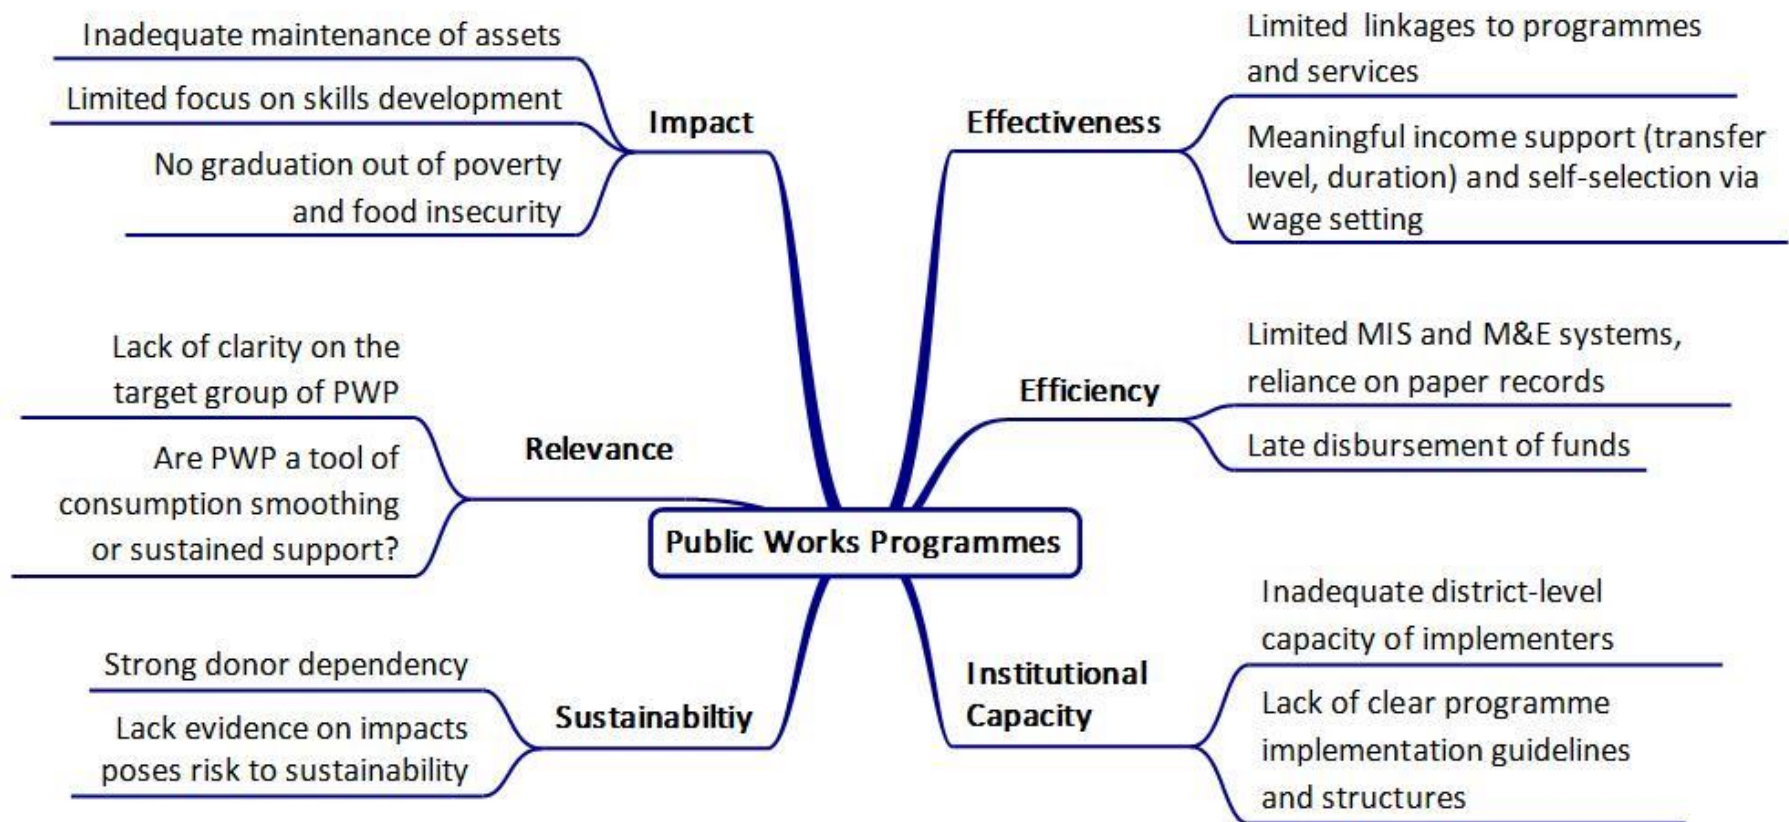 Inadequate maintenance of assets
Limited focus on skills development
No graduation out of poverty
and food insecurity
Impact
Lack of clarity on the
target group of PWP
Are PWP a tool of
consumption smoothing
or sustained support?
Relevance
Strong donor dependency
Lack evidence on impacts
poses risk to sustainability
Sustainabiltiy
Public Works Programmes
Effectiveness
Limited linkages to programmes
and services
Meaningful income support (transfer
level, duration) and self-selection via
wage setting
Efficiency
Limited MIS and M&E systems,
reliance on paper records
Late disbursement of funds
Institutional
Capacity
Inadequate district-level
capacity of implementers
Lack of clear programme
implementation guidelines
and structures